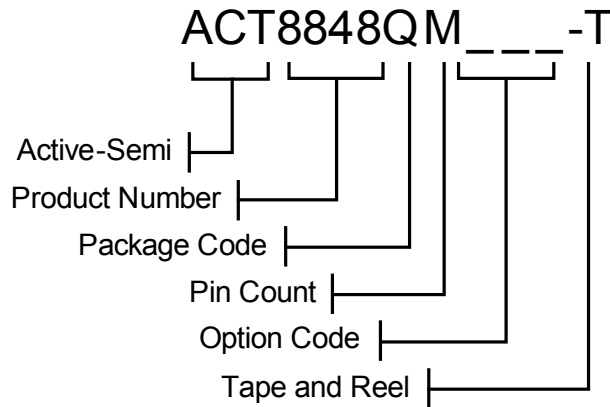 ACT8848QM_ _ _ -T
Active-Semi
Product Number
Package Code
Pin Count
Option Code
Tape and Reel